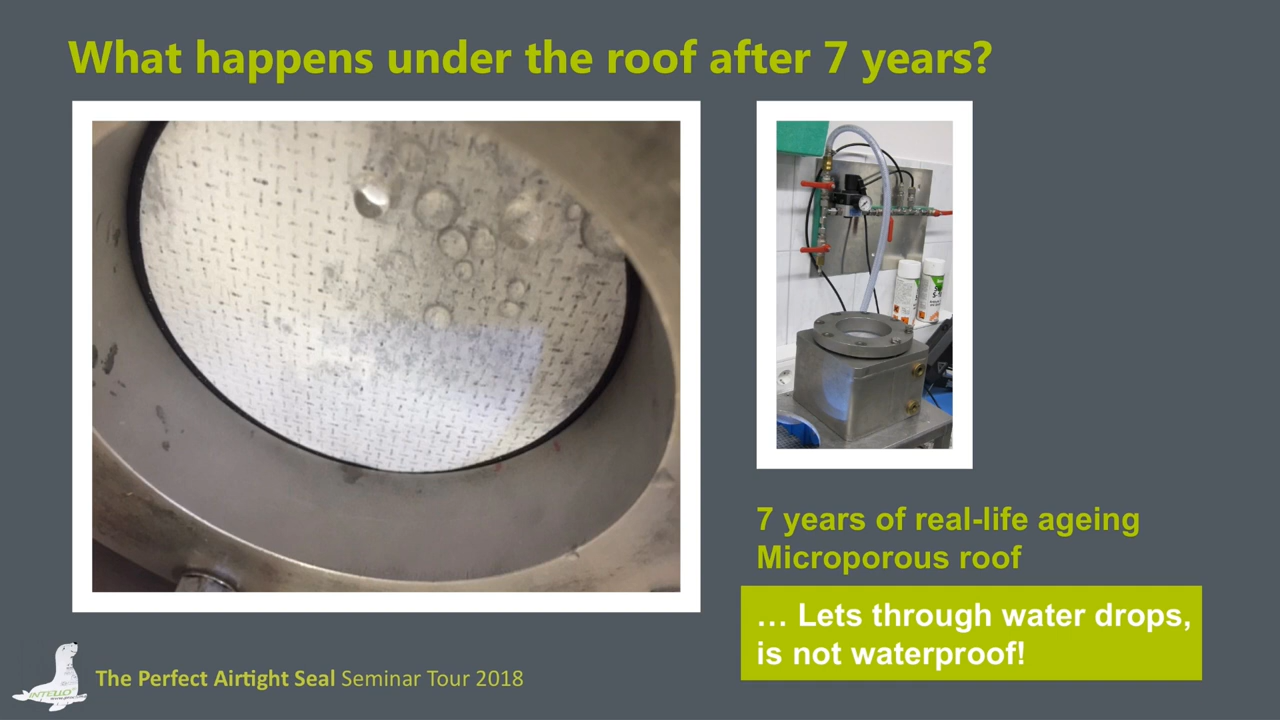 What happens under the roof after 7 years?
7 years of real-life ageing
Microporous roof
… Lets through water drops,
is not waterproof!
INTELLO
The Perfect Airtight Seal Seminar Tour 2018